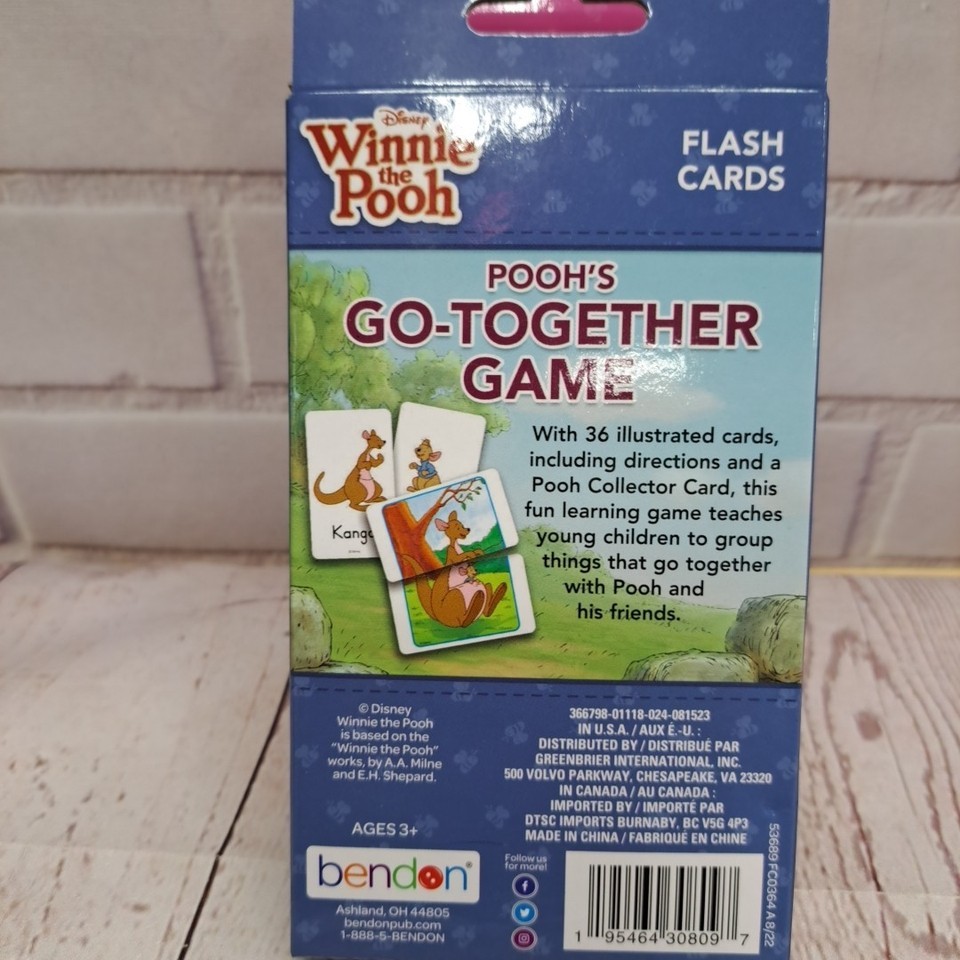 Disney
Winnie
the
Pooh
FLASH
CARDS
POOH'S
GO-TOGETHER
GAME
With 36 illustrated cards,
including directions and a
Pooh Collector Card, this
fun learning game teaches
young children to group
things that go together
with Pooh and
his friends.
© Disney
Winnie the Pooh
is based on the
"Winnie the Pooh"
works, by A.A. Milne
and E.H. Shepard.
AGES 3+
bendon®
Ashland, OH 44805
bendonpub.com
1-888-5-BENDON
366798-01118-024-081523
IN U.S.A. / AUX É.-U. :
DISTRIBUTED BY / DISTRIBUÉ PAR
GREENBRIER INTERNATIONAL, INC.
500 VOLVO PARKWAY, CHESAPEAKE, VA 23320
IN CANADA / AU CANADA :
IMPORTED BY / IMPORTÉ PAR
DTSC IMPORTS BURNABY, BC V5G 4P3
MADE IN CHINA / FABRIQUÉ EN CHINE
Follow us
for more!
1 95464 30809 7
53689 FC0364 A 8/22